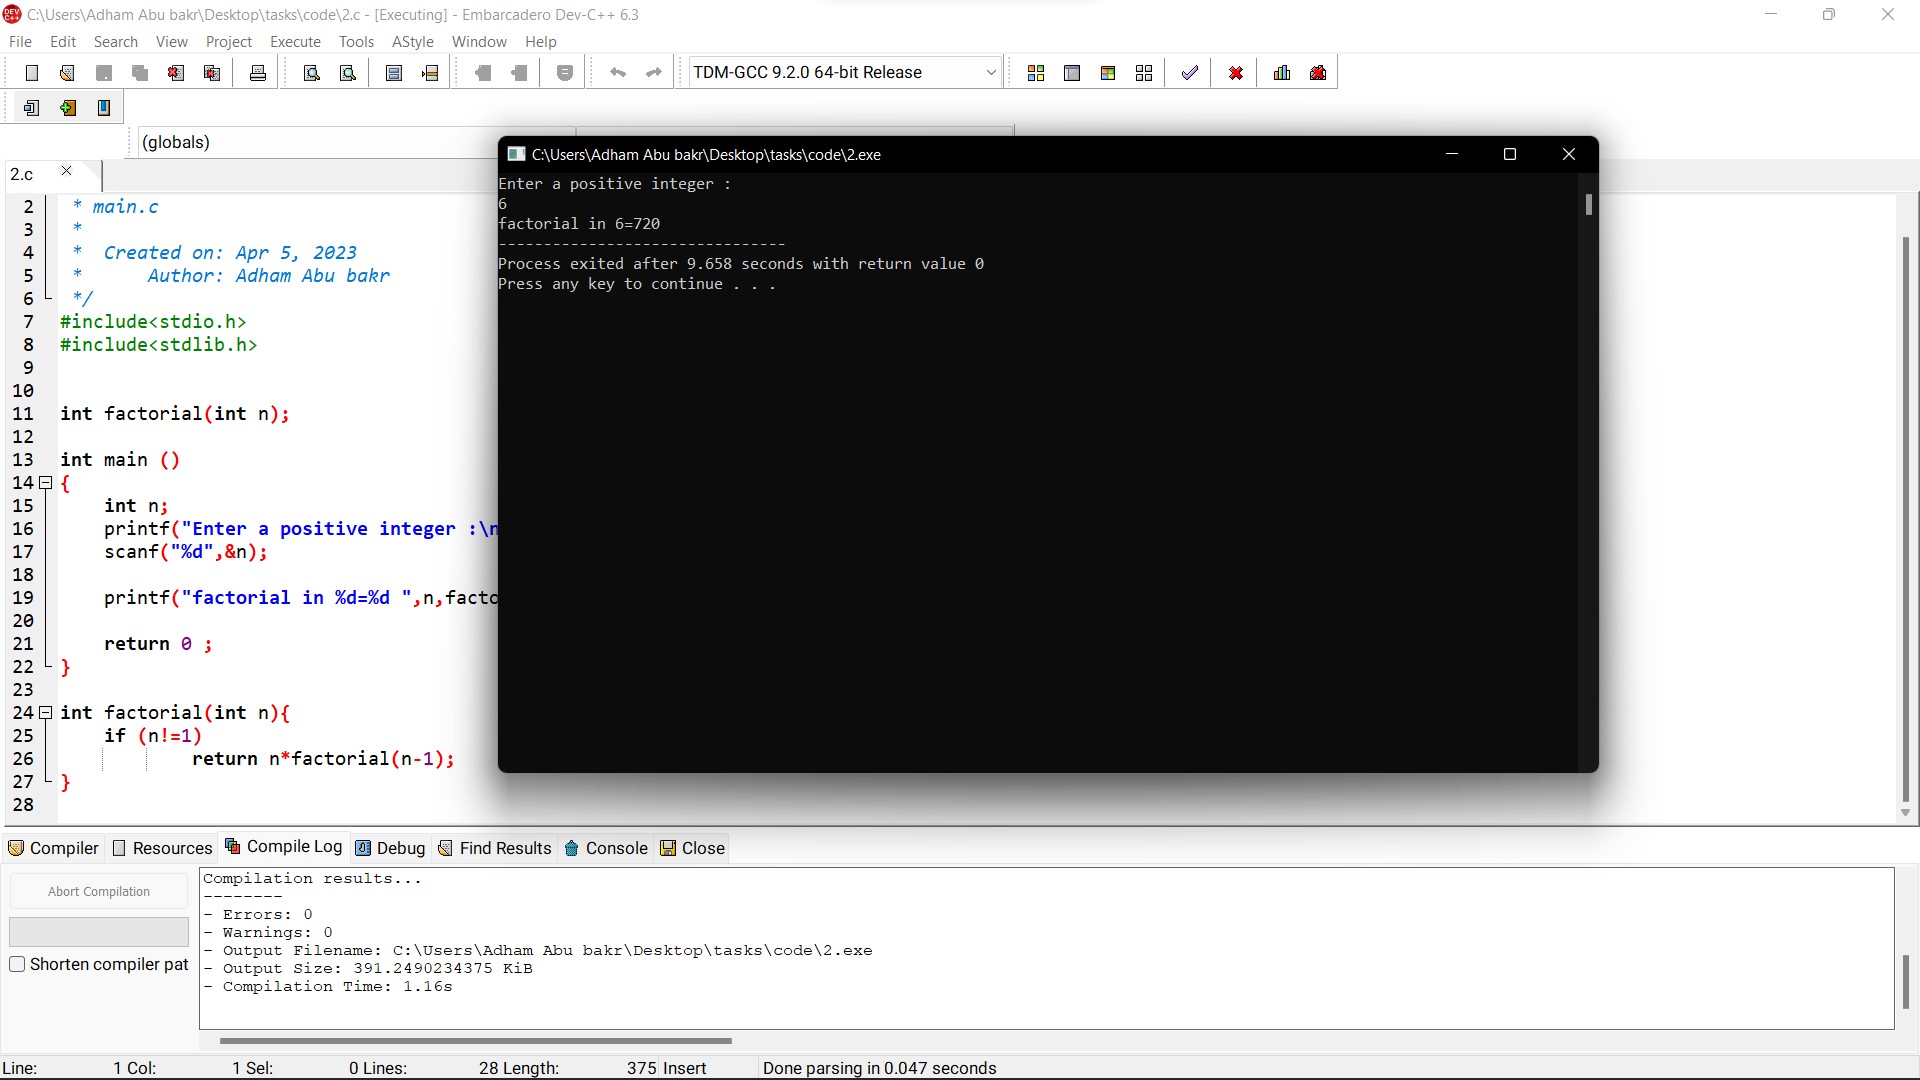 C:\Users\Adham Abu bakr\Desktop\tasks\code\2.c - [Executing] - Embarcadero Dev-C++ 6.3
File Edit Search View Project Execute Tools AStyle Window Help
TDM-GCC 9.2.0 64-bit Release
(globals)
2.c
2 * main.c
3 *
4 * Created on: Apr 5, 2023
5 * Author: Adham Abu bakr
6 */
7 #include<stdio.h>
8 #include<stdlib.h>
9
10
11 int factorial(int n);
12
13 int main ()
14 {
15 int n;
16 printf("Enter a positive integer :\n
17 scanf("%d",&n);
18
19 printf("factorial in %d=%d ",n,facto
20
21 return 0 ;
22 }
23
24 int factorial(int n){
25 if (n!=1)
26 return n*factorial(n-1);
27 }
28
C:\Users\Adham Abu bakr\Desktop\tasks\code\2.exe
Enter a positive integer :
6
factorial in 6=720
--------------------------------
Process exited after 9.658 seconds with return value 0
Press any key to continue . . .
Compiler Resources Compile Log Debug Find Results Console Close
Abort Compilation
Shorten compiler pat
Compilation results...
--------
- Errors: 0
- Warnings: 0
- Output Filename: C:\Users\Adham Abu bakr\Desktop\tasks\code\2.exe
- Output Size: 391.2490234375 KiB
- Compilation Time: 1.16s
Line: 1 Col: 1 Sel: 0 Lines: 28 Length: 375 Insert Done parsing in 0.047 seconds